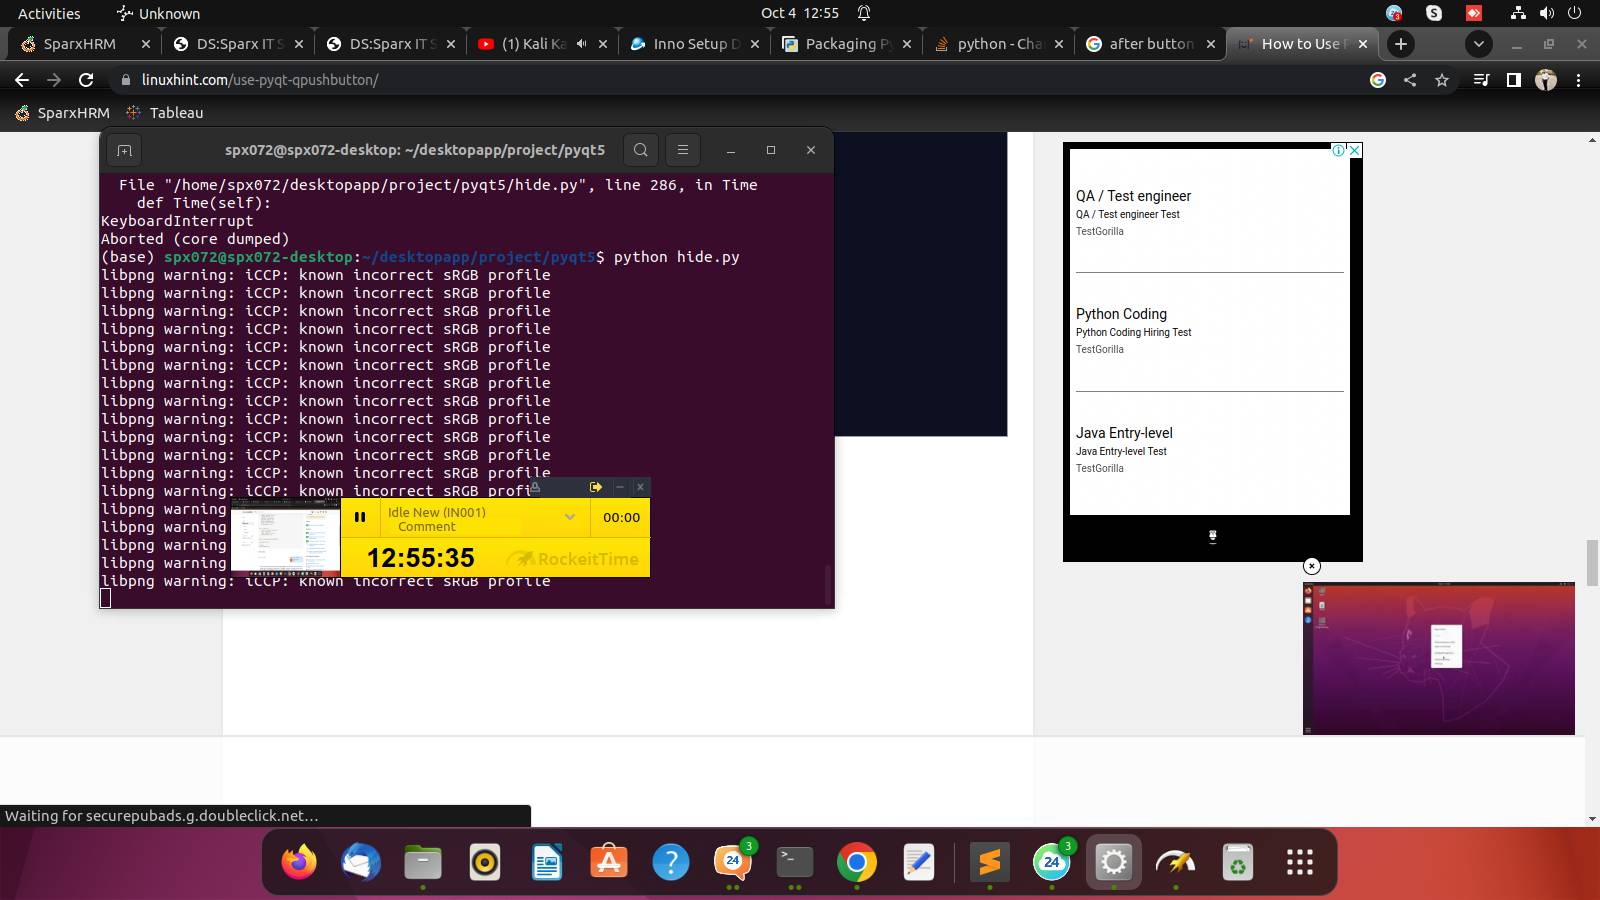 Activities
Unknown
Oct 4 12:55
SparxHRM
DS:Sparx IT S
DS:Sparx IT S
(1) Kali Ka
Inno Setup D
Packaging Py
python - Cha
after button
How to Use P
linuxhint.com/use-pyqt-qpushbutton/
SparxHRM
Tableau
spx072@spx072-desktop: ~/desktopapp/project/pyqt5
File "/home/spx072/desktopapp/project/pyqt5/hide.py", line 286, in Time
def Time(self):
KeyboardInterrupt
Aborted (core dumped)
(base) spx072@spx072-desktop:~/desktopapp/project/pyqt5$ python hide.py
libpng warning: iCCP: known incorrect sRGB profile
libpng warning: iCCP: known incorrect sRGB profile
libpng warning: iCCP: known incorrect sRGB profile
libpng warning: iCCP: known incorrect sRGB profile
libpng warning: iCCP: known incorrect sRGB profile
libpng warning: iCCP: known incorrect sRGB profile
libpng warning: iCCP: known incorrect sRGB profile
libpng warning: iCCP: known incorrect sRGB profile
libpng warning: iCCP: known incorrect sRGB profile
libpng warning: iCCP: known incorrect sRGB profile
libpng warning: iCCP: known incorrect sRGB profile
libpng warning: iCCP: known incorrect sRGB profile
libpng warning: iCCP: known incorrect sRGB
libpng warning
libpng warning
libpng warning
libpng warning
libpng warning: iCCP: known incorrect sRGB profile
Idle New (IN001)
Comment
00:00
12:55:35
RockeitTime
QA / Test engineer
QA / Test engineer Test
TestGorilla
Python Coding
Python Coding Hiring Test
TestGorilla
Java Entry-level
Java Entry-level Test
TestGorilla
Waiting for securepubads.g.doubleclick.net…
24
3
24
3